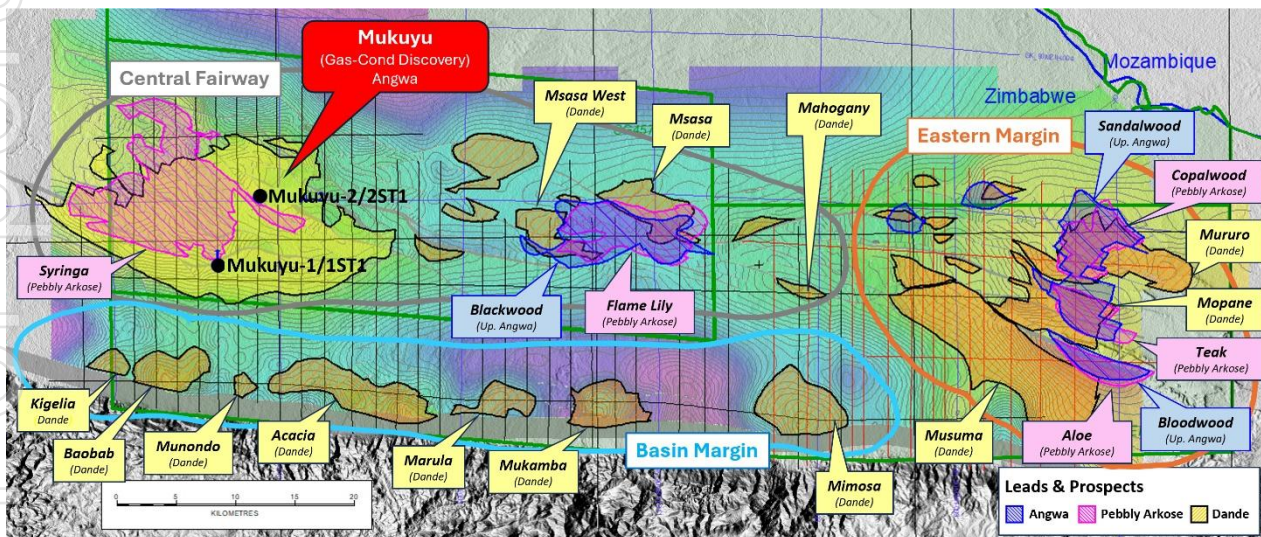 Mukuyu
(Gas-Cond Discovery)
Angwa
Central Fairway
Msasa West
(Dande)
Msasa
(Dande)
Mahogany
(Dande)
Mozambique
Zimbabwe
Eastern Margin
Sandalwood
(Up. Angwa)
Copalwood
(Pebbly Arkose)
Mururo
(Dande)
Mopane
(Dande)
Teak
(Pebbly Arkose)
Bloodwood
(Up. Angwa)
Aloe
(Pebbly Arkose)
Musuma
(Dande)
Mukuyu-2/2ST1
Mukuyu-1/1ST1
Syringa
(Pebbly Arkose)
Blackwood
(Up. Angwa)
Flame Lily
(Pebbly Arkose)
Kigelia
Dande
Baobab
(Dande)
Munondo
(Dande)
Acacia
(Dande)
Marula
(Dande)
Mukamba
(Dande)
Basin Margin
Mimosa
(Dande)
0 5 10 20
KILOMETRES
Leads & Prospects
Angwa Pebbly Arkose Dande